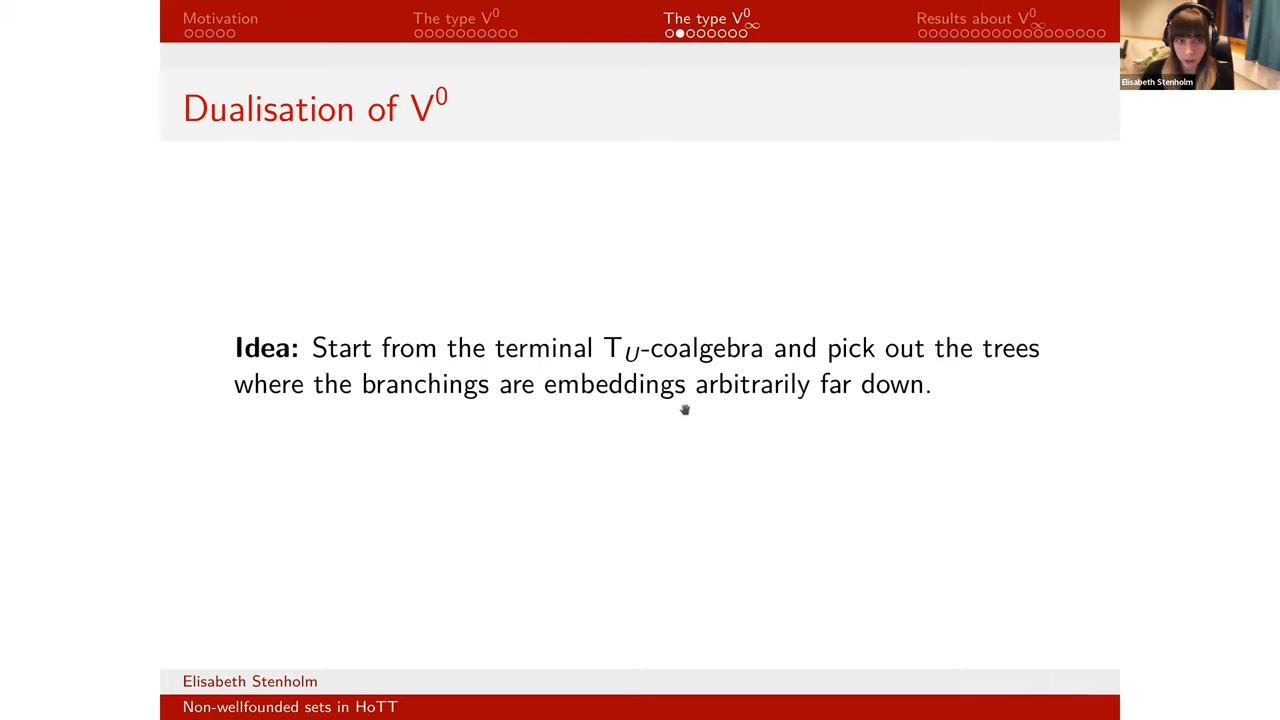 Motivation
The type V⁰
The type V⁰∞
Results about V⁰∞
Elisabeth Stenholm
Dualisation of V⁰
Idea: Start from the terminal T_U-coalgebra and pick out the trees
where the branchings are embeddings arbitrarily far down.
Elisabeth Stenholm
Non-wellfounded sets in HoTT